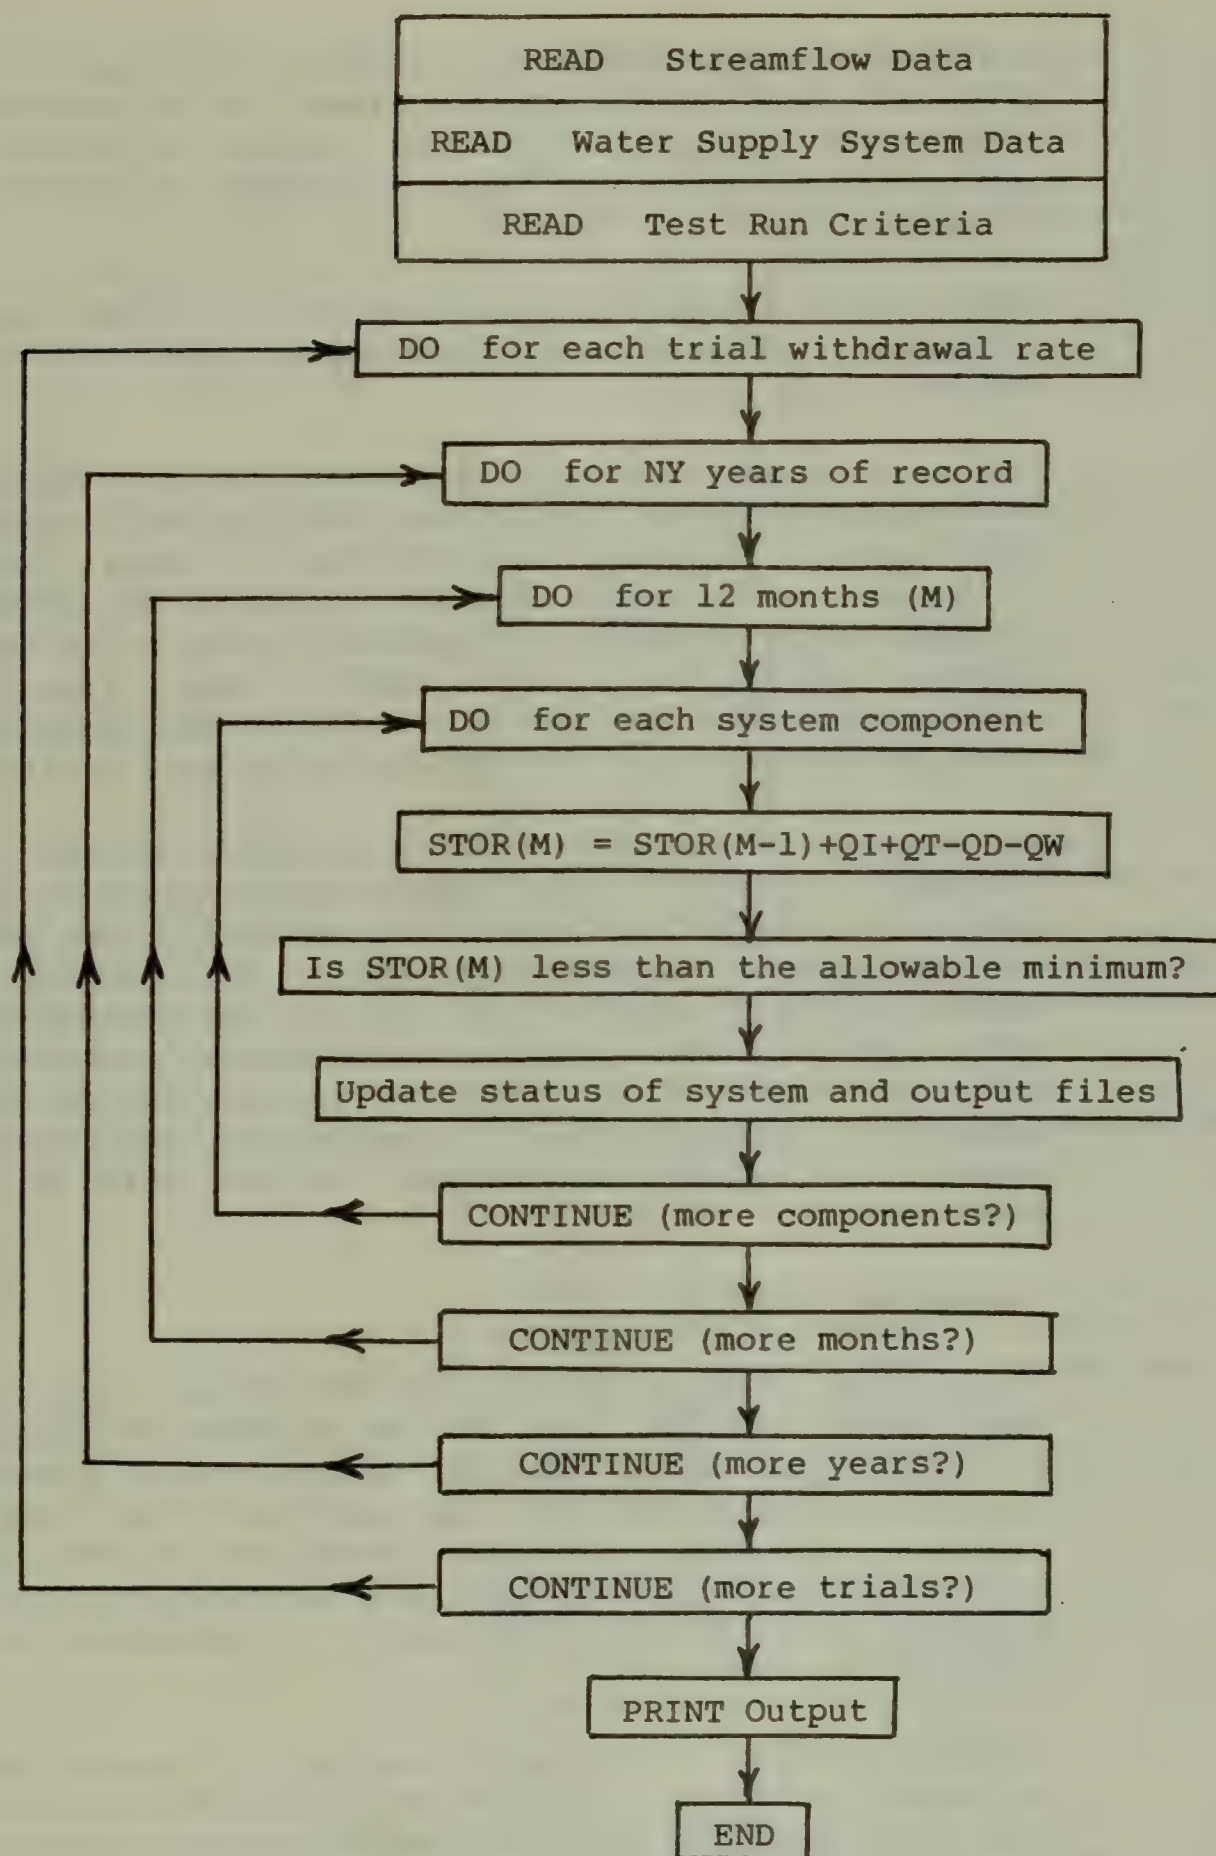 READ Streamflow Data
READ Water Supply System Data
READ Test Run Criteria
DO for each trial withdrawal rate
DO for NY years of record
DO for 12 months (M)
DO for each system component
STOR(M) = STOR(M-1)+QI+QT-QD-QW
Is STOR(M) less than the allowable minimum?
Update status of system and output files
CONTINUE (more components?)
CONTINUE (more months?)
CONTINUE (more years?)
CONTINUE (more trials?)
PRINT Output
END